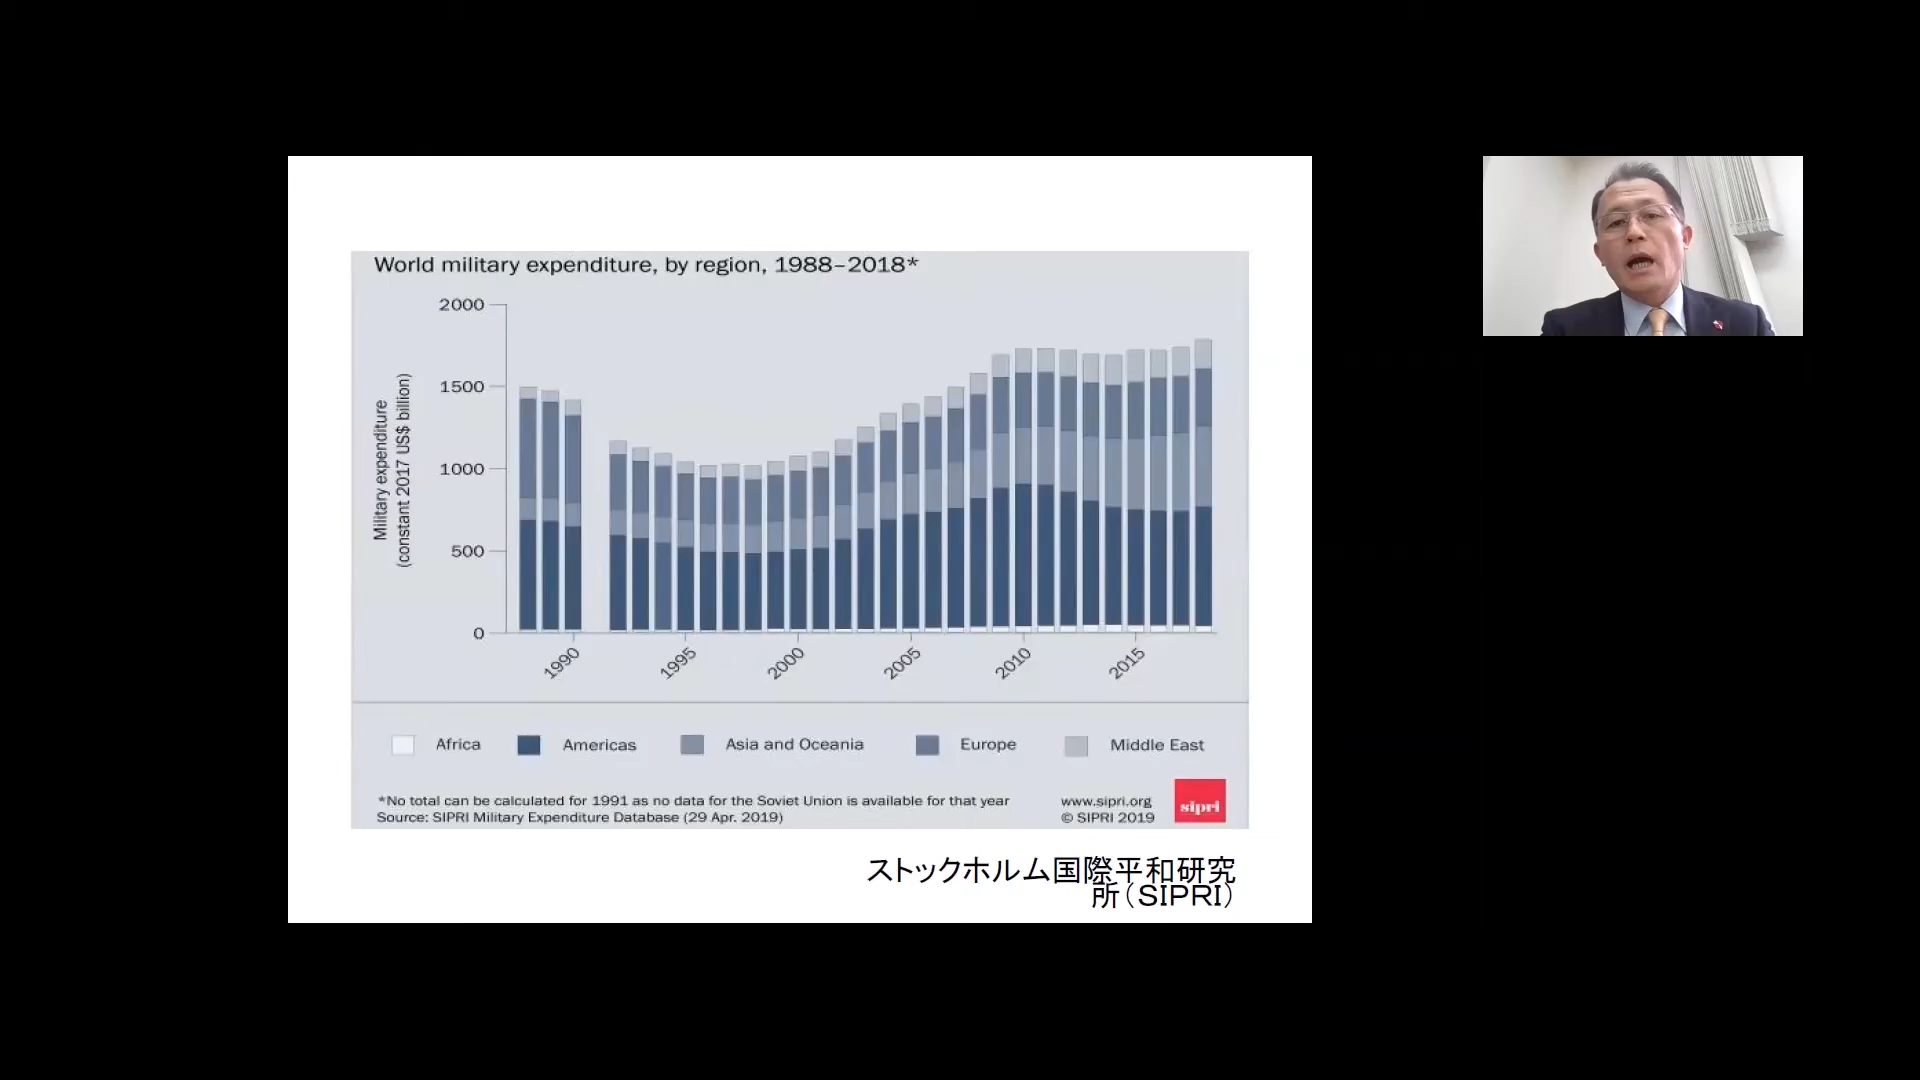 World military expenditure, by region, 1988–2018*
Military expenditure
(constant 2017 US$ billion)
2000
1500
1000
500
0
1990
1995
2000
2005
2010
2015
Africa
Americas
Asia and Oceania
Europe
Middle East
*No total can be calculated for 1991 as no data for the Soviet Union is available for that year
Source: SIPRI Military Expenditure Database (29 Apr. 2019)
www.sipri.org
© SIPRI 2019
sipri
ストックホルム国際平和研究
所（SIPRI）